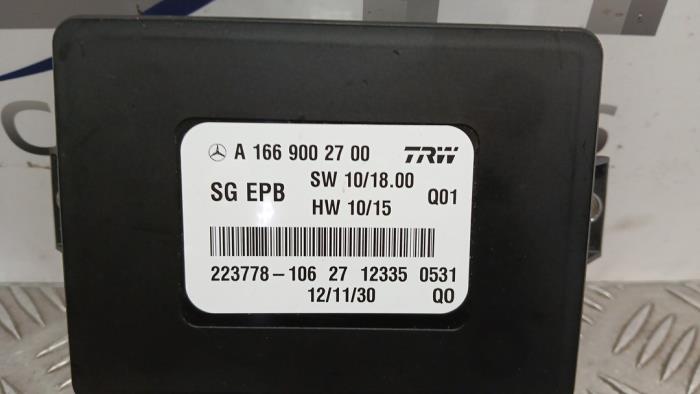 A 166 900 27 00 TRW
SG EPB SW 10/18.00 Q01
HW 10/15
223778-106 27 12335 0531
12/11/30 QO